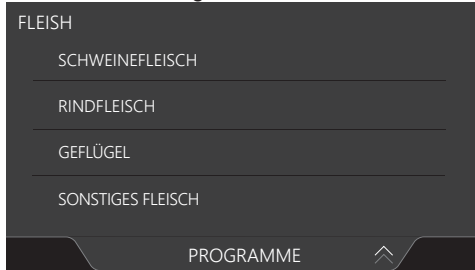 FLEISH
SCHWEINEFLEISCH
RINDFLEISCH
GEFLÜGEL
SONSTIGES FLEISCH
PROGRAMME